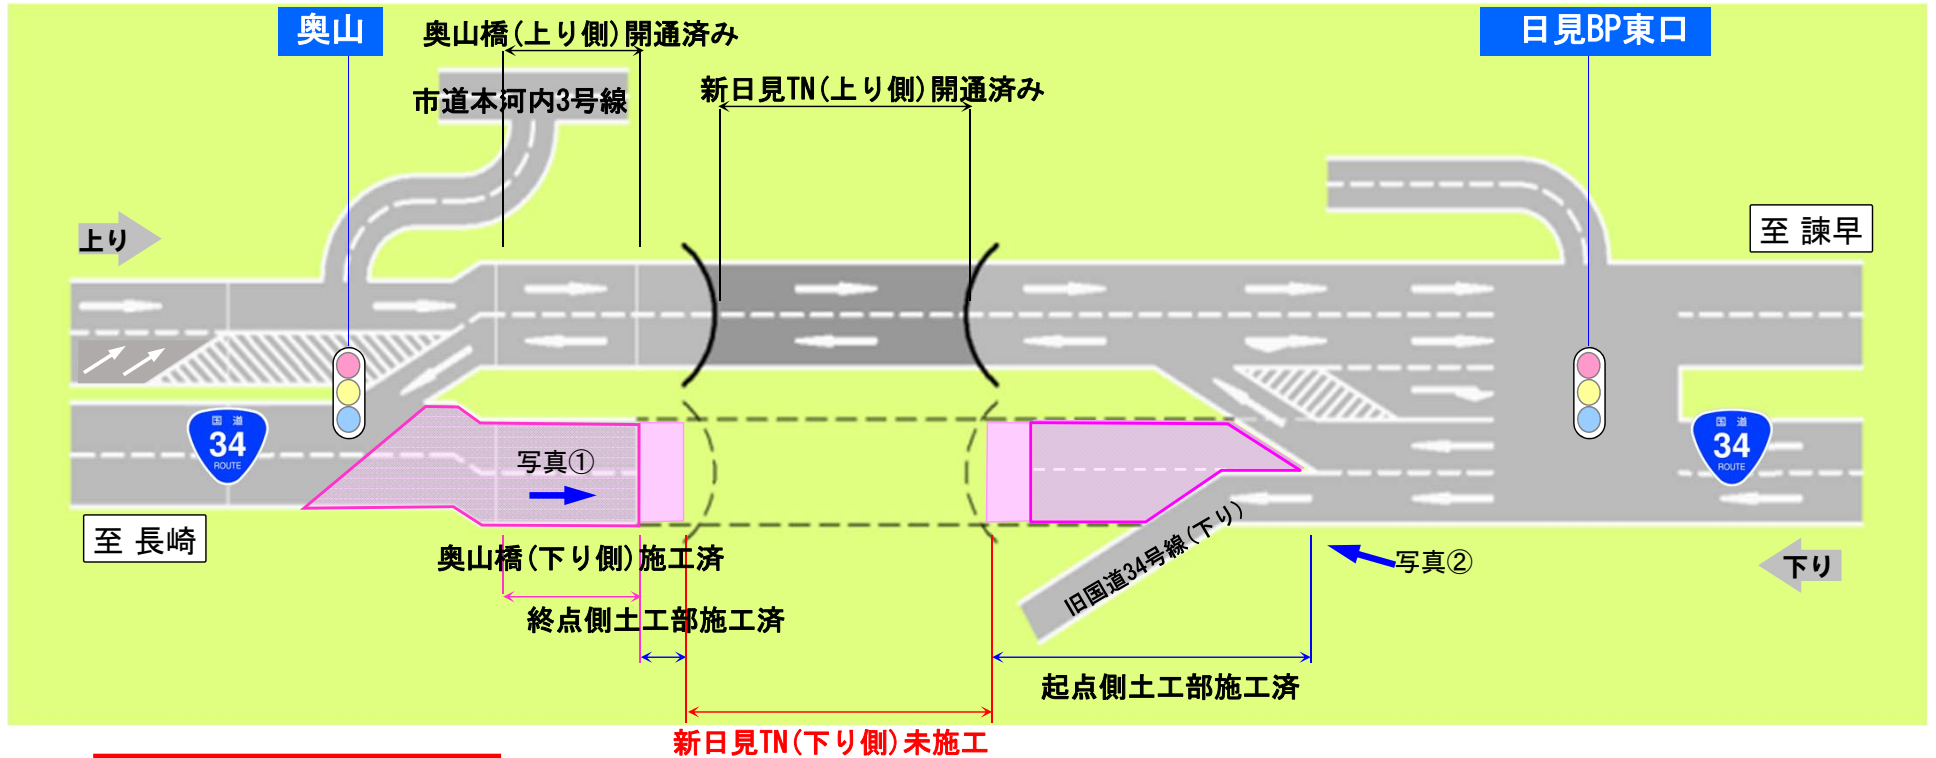 奥山
奥山橋(上り側)開通済み
日見BP東口
市道本河内3号線
新日見TN(上り側)開通済み
上り
至 諫早
国 道
34
ROUTE
写真①
国 道
34
ROUTE
至 長崎
奥山橋(下り側)施工済
旧国道34号線(下り)
写真②
下り
終点側土工部施工済
起点側土工部施工済
新日見TN(下り側)未施工